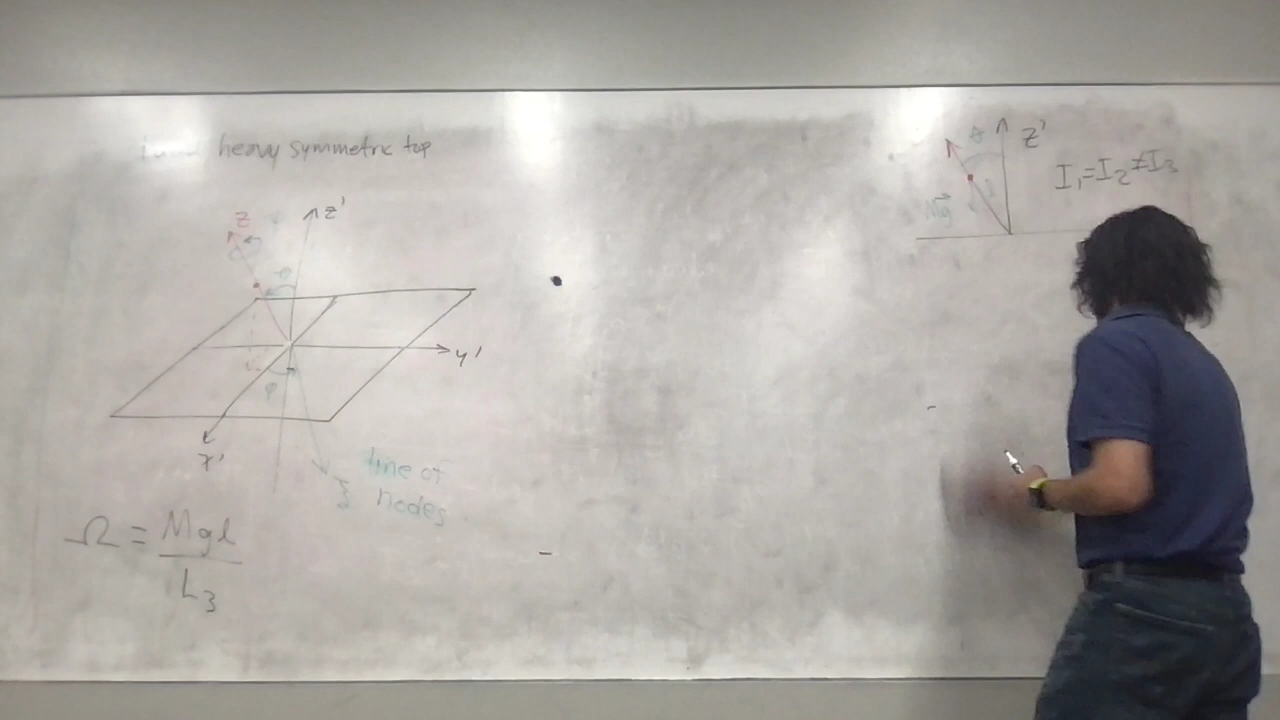 heavy symmetric top
z
z'
θ
y'
φ
x'
line of
nodes
ξ
Ω = Mgl / L₃
θ
z'
l
Mg
I₁=I₂≠I₃